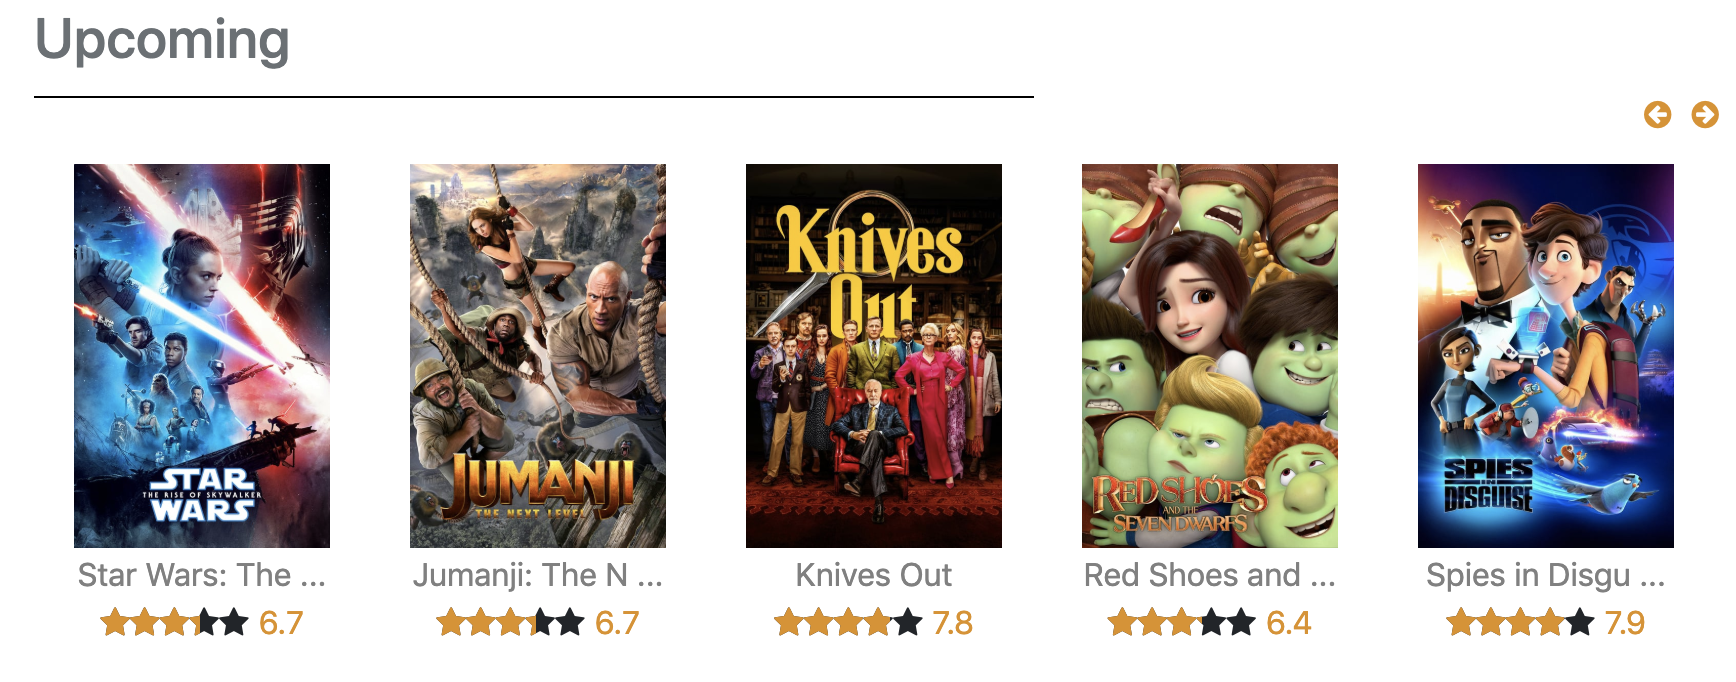 Upcoming
STAR
THE RISE OF SKYWALKER
WARS
JUMANJI
THE NEXT LEVEL
Knives
Out
RED SHOES
AND THE
SEVEN DWARFS
SPIES
IN
DISGUISE
Star Wars: The ...
Jumanji: The N ...
Knives Out
Red Shoes and ...
Spies in Disgu ...
6.7
6.7
7.8
6.4
7.9